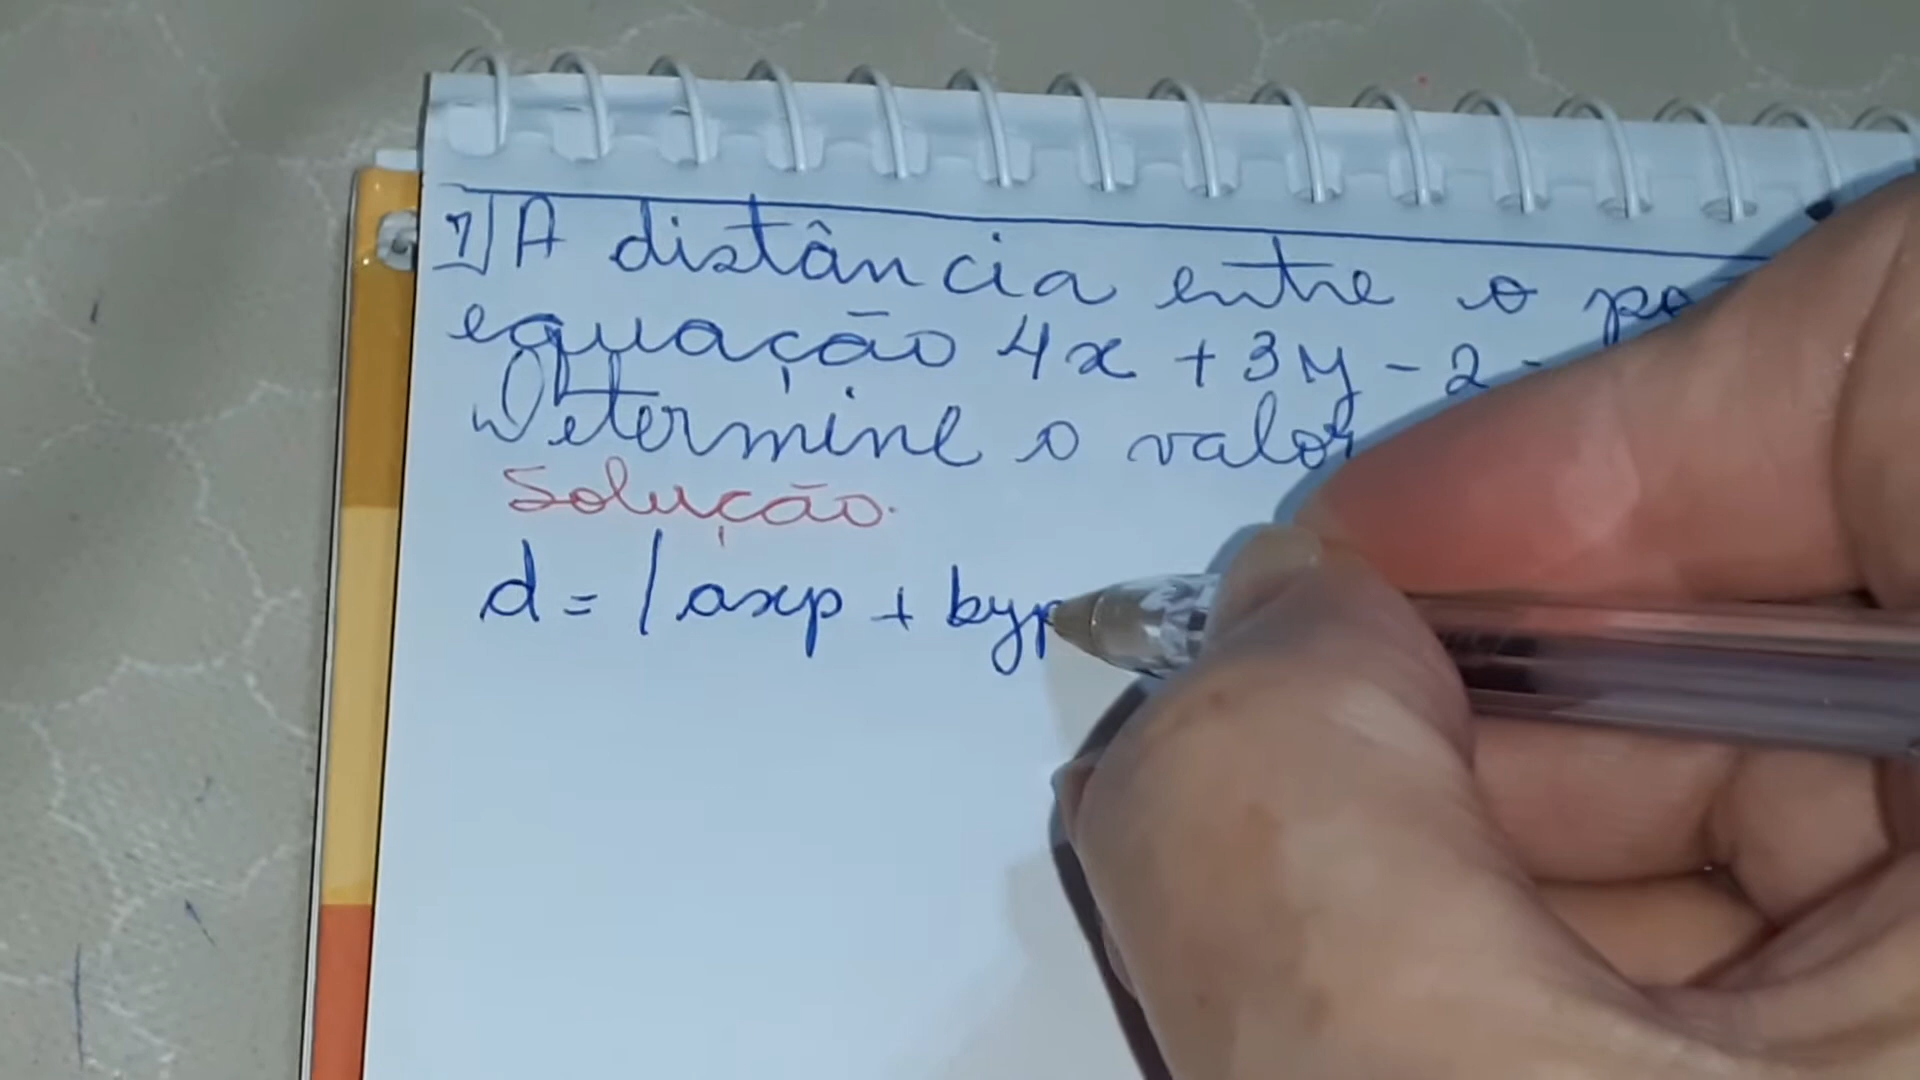 7) A distância entre o
equação 4x + 3y - 2
Determine o valor
Solução.
d = | axp + byp